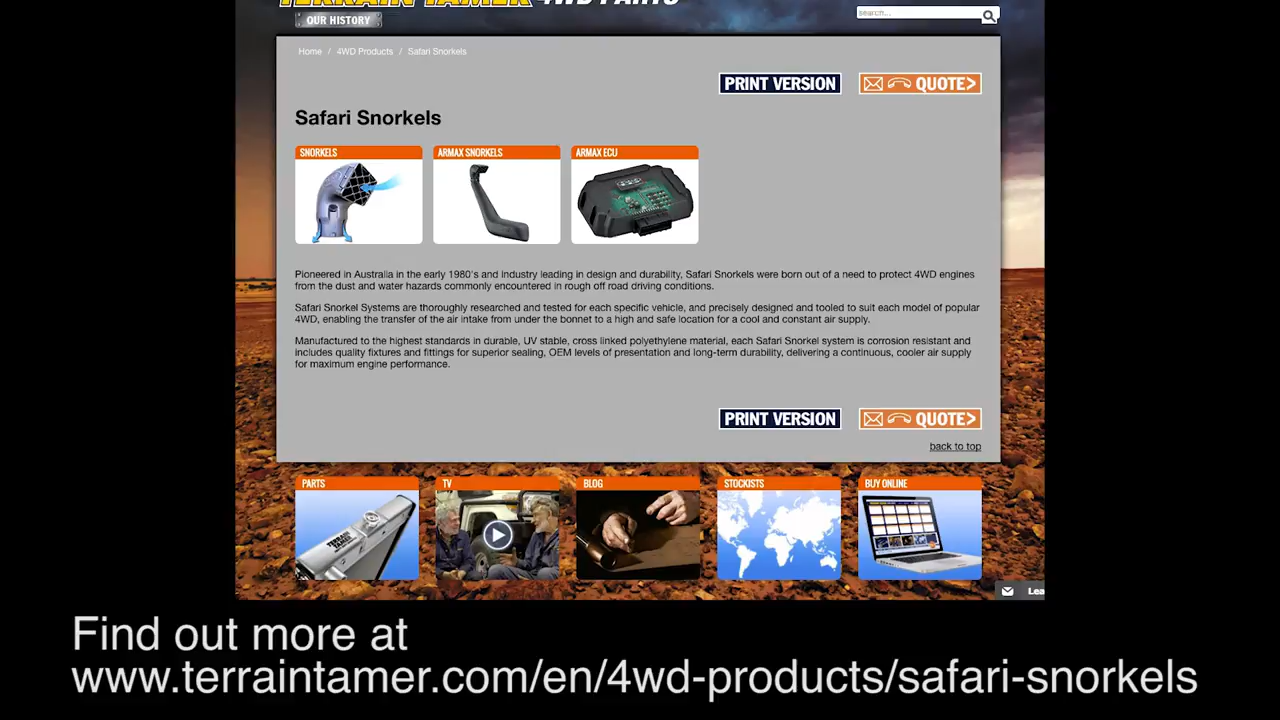 TERRAIN TAMER 4WD PARTS
OUR HISTORY
search...
Home / 4WD Products / Safari Snorkels
PRINT VERSION
QUOTE>
Safari Snorkels
SNORKELS
ARMAX SNORKELS
ARMAX ECU
Pioneered in Australia in the early 1980's and industry leading in design and durability, Safari Snorkels were born out of a need to protect 4WD engines
from the dust and water hazards commonly encountered in rough off road driving conditions.
Safari Snorkel Systems are thoroughly researched and tested for each specific vehicle, and precisely designed and tooled to suit each model of popular
4WD, enabling the transfer of the air intake from under the bonnet to a high and safe location for a cool and constant air supply.
Manufactured to the highest standards in durable, UV stable, cross linked polyethylene material, each Safari Snorkel system is corrosion resistant and
includes quality fixtures and fittings for superior sealing, OEM levels of presentation and long-term durability, delivering a continuous, cooler air supply
for maximum engine performance.
PRINT VERSION
QUOTE>
back to top
PARTS
TV
BLOG
STOCKISTS
BUY ONLINE
TERRAIN
TAMER
Lea
Find out more at
www.terraintamer.com/en/4wd-products/safari-snorkels